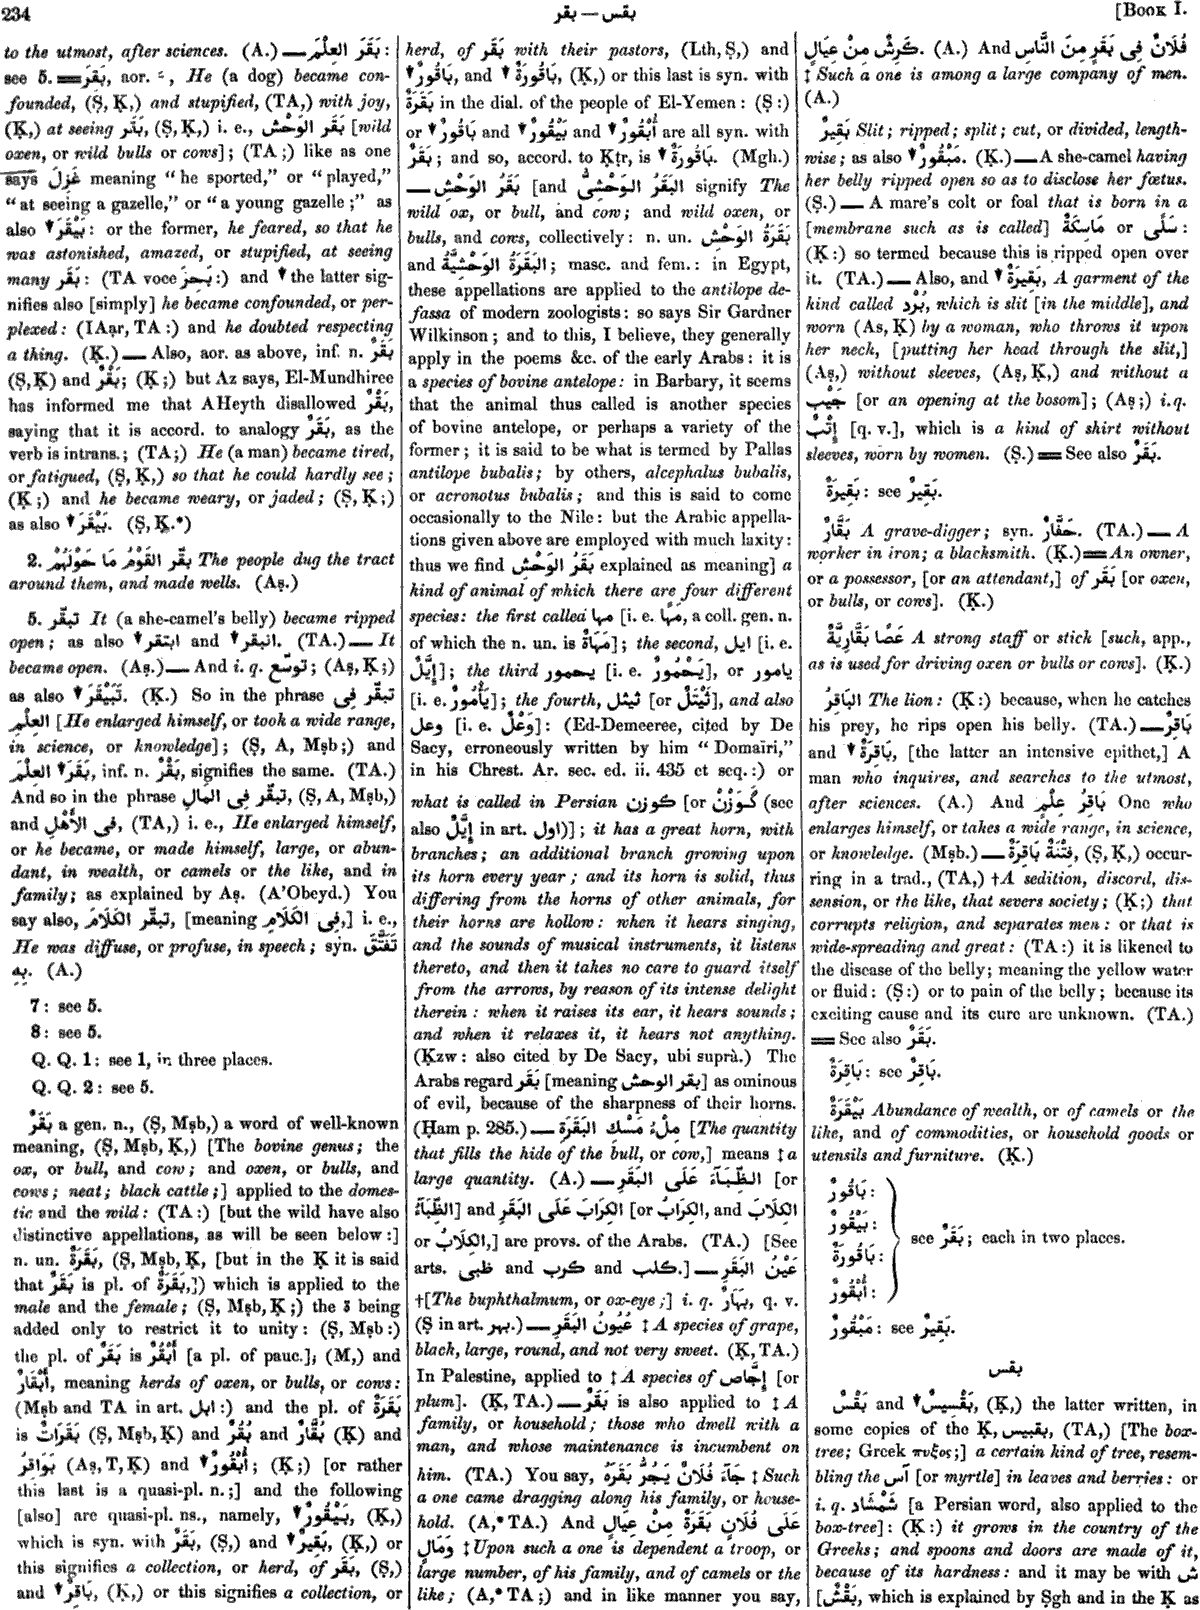 234
بقس — بقر
[Book I.
to the utmost, after sciences. (A.) — بَقَرَ العِلْمَ :
see 5. = بَقِرَ, aor. ـَ, He (a dog) became con-
founded, (Ṣ, Ḳ,) and stupified, (TA,) with joy,
(Ḳ,) at seeing بَقَر, (Ṣ, Ḳ,) i. e., بَقَر الوَحْش [wild
oxen, or wild bulls or cows]; (TA;) like as one
says غَزِلَ meaning “he sported,” or “played,”
“at seeing a gazelle,” or “a young gazelle;” as
also ▼ بَيْقَرَ : or the former, he feared, so that he
was astonished, amazed, or stupified, at seeing
many بَقَر : (TA voce بَحِرَ :) and ▼ the latter sig-
nifies also [simply] he became confounded, or per-
plexed: (IAạr, TA:) and he doubted respecting
a thing. (Ḳ.) — Also, aor. as above, inf. n. بَقَرٌ
(Ṣ, Ḳ) and بَقْرٌ; (Ḳ;) but Az says, El-Mundhiree
has informed me that AHeyth disallowed بَقْرٌ,
saying that it is accord. to analogy بَقَرٌ, as the
verb is intrans.; (TA;) He (a man) became tired,
or fatigued, (Ṣ, Ḳ,) so that he could hardly see;
(Ḳ;) and he became weary, or jaded; (Ṣ, Ḳ;)
as also ▼ بَيْقَرَ. (Ṣ, Ḳ.*)
2. بقّر القَوْمُ مَا حَوْلَهُمْ The people dug the tract
around them, and made wells. (Aṣ.)
5. تبقّر It (a she-camel’s belly) became ripped
open; as also ▼ ابتقر and ▼ انبقر. (TA.) — It
became open. (Aṣ.) — And i. q. توسّع; (Aṣ, Ḳ;)
as also ▼ تَبَيْقَرَ. (Ḳ.) So in the phrase تبقّر فِى
العِلْمِ [He enlarged himself, or took a wide range,
in science, or knowledge]; (Ṣ, A, Mṣb;) and
▼ بَقَرَ العِلْمَ, inf. n. بَقْرٌ, signifies the same. (TA.)
And so in the phrase تبقّر فِى المَالِ, (Ṣ, A, Mṣb,)
and فى الأَهْلِ, (TA,) i. e., He enlarged himself,
or he became, or made himself, large, or abun-
dant, in wealth, or camels or the like, and in
family; as explained by Aṣ. (A’Obeyd.) You
say also, تبقّر الكَلَامَ, [meaning فِى الكَلَامِ,] i. e.,
He was diffuse, or profuse, in speech; syn. تَفَتَّقَ
بِهِ. (A.)
7: see 5.
8: see 5.
Q. Q. 1: see 1, in three places.
Q. Q. 2: see 5.
بَقَرٌ a gen. n., (Ṣ, Mṣb,) a word of well-known
meaning, (Ṣ, Mṣb, Ḳ,) [The bovine genus; the
ox, or bull, and cow; and oxen, or bulls, and
cows; neat; black cattle;] applied to the domes-
tic and the wild: (TA:) [but the wild have also
distinctive appellations, as will be seen below:]
n. un. بَقَرَةٌ, (Ṣ, Mṣb, Ḳ, [but in the Ḳ it is said
that بَقَرٌ is pl. of بَقَرَةٌ,]) which is applied to the
male and the female; (Ṣ, Mṣb, Ḳ;) the ة being
added only to restrict it to unity: (Ṣ, Mṣb:)
the pl. of بَقَرٌ is أَبْقُرٌ [a pl. of pauc.]; (M,) and
أَبْقَارٌ, meaning herds of oxen, or bulls, or cows:
(Mṣb and TA in art. ابل:) and the pl. of بَقَرَةٌ
is بَقَرَاتٌ (Ṣ, Mṣb, Ḳ) and بُقُرٌ and بُقَّارٌ (Ḳ) and
بَوَاقِرُ (Aṣ, T, Ḳ) and ▼ أُبْقُورٌ; (Ḳ;) [or rather
this last is a quasi-pl. n.;] and the following
[also] are quasi-pl. ns., namely, ▼ بَيْقُورٌ, (Ḳ,)
which is syn. with بَقَرٌ, (Ṣ,) and ▼ بَقِيرٌ, (Ḳ,) or
this signifies a collection, or herd, of بَقَر, (Ṣ,)
and ▼ بَاقِرٌ, (Ḳ,) or this signifies a collection, or
herd, of بَقَر with their pastors, (Lth, Ṣ,) and
▼ بَاقُورٌ, and ▼ بَاقُورَةٌ, (Ḳ,) or this last is syn. with
بَقَرَةٌ in the dial. of the people of El-Yemen: (Ṣ:)
or ▼ بَاقُورٌ and ▼ بَيْقُورٌ and ▼ أُبْقُورٌ are all syn. with
بَقَرٌ; and so, accord. to Ḳṭr, is ▼ بَاقُورَةٌ. (Mgh.)
— بَقَرُ الوَحْشِ [and البَقَرُ الوَحْشِىُّ signify The
wild ox, or bull, and cow; and wild oxen, or
bulls, and cows, collectively: n. un. بَقَرَةُ الوَحْشِ
and البَقَرَةُ الوَحْشِيَّةُ; masc. and fem.: in Egypt,
these appellations are applied to the antilope de-
fassa of modern zoologists: so says Sir Gardner
Wilkinson; and to this, I believe, they generally
apply in the poems &c. of the early Arabs: it is
a species of bovine antelope: in Barbary, it seems
that the animal thus called is another species
of bovine antelope, or perhaps a variety of the
former; it is said to be what is termed by Pallas
antilope bubalis; by others, alcephalus bubalis,
or acronotus bubalis; and this is said to come
occasionally to the Nile: but the Arabic appella-
tions given above are employed with much laxity:
thus we find بَقَرُ الوَحْشِ explained as meaning] a
kind of animal of which there are four different
species: the first called مها [i. e. مَهًا, a coll. gen. n.
of which the n. un. is مَهَاةٌ]; the second, ايل [i. e.
إِيَّلٌ]; the third يحمور [i. e. يَحْمُورٌ], or يامور
[i. e. يَأْمُورٌ]; the fourth, ثيتل [or ثَيْتَلٌ], and also
وعل [i. e. وَعْلٌ]: (Ed-Demeeree, cited by De
Sacy, erroneously written by him “Domaïri,”
in his Chrest. Ar. sec. ed. ii. 435 et seq.:) or
what is called in Persian كوزن [or گَوَزْنْ (see
also إِيَّلٌ in art. اول)]; it has a great horn, with
branches; an additional branch growing upon
its horn every year; and its horn is solid, thus
differing from the horns of other animals, for
their horns are hollow: when it hears singing,
and the sounds of musical instruments, it listens
thereto, and then it takes no care to guard itself
from the arrows, by reason of its intense delight
therein: when it raises its ear, it hears sounds;
and when it relaxes it, it hears not anything.
(Ḳzw: also cited by De Sacy, ubi suprà.) The
Arabs regard بَقَر [meaning بقر الوحش] as ominous
of evil, because of the sharpness of their horns.
(Ḥam p. 285.) — مِلْءُ مَسْكِ البَقَرَةِ [The quantity
that fills the hide of the bull, or cow,] means ‡ a
large quantity. (A.) — الظِّبَآءَ عَلَى البَقَرِ [or
الظِّبَآءُ] and الكِرَابَ عَلَى البَقَرِ [or الكِرَابُ, and الكِلَابَ
or الكِلَابُ,] are provs. of the Arabs. (TA.) [See
arts. ظبى and كرب and كلب.] — عَيْنُ البَقَرِ
†[The buphthalmum, or ox-eye;] i. q. بَهَارٌ, q. v.
(Ṣ in art. بهر.) — عُيُونُ البَقَرِ ‡ A species of grape,
black, large, round, and not very sweet. (Ḳ, TA.)
In Palestine, applied to ‡ A species of إِجَّاص [or
plum]. (Ḳ, TA.) — بَقَرٌ is also applied to ‡ A
family, or household; those who dwell with a
man, and whose maintenance is incumbent on
him. (TA.) You say, جَآءَ فُلَانٌ يَجُرُّ بَقَرَهُ ‡ Such
a one came dragging along his family, or house-
hold. (A,* TA.) And عَلَى فُلَانٍ بَقَرَةٌ مِنْ عِيَالٍ
وَمَالٍ ‡ Upon such a one is dependent a troop, or
large number, of his family, and of camels or the
like; (A,* TA;) and in like manner you say,
كَرِشٌ مِنْ عِيَالٍ. (A.) And فُلَانٌ فِى بَقَرٍ مِنَ النَّاسِ
‡ Such a one is among a large company of men.
(A.)
بَقِيرٌ Slit; ripped; split; cut, or divided, length-
wise; as also ▼ مَبْقُورٌ. (Ḳ.) — A she-camel having
her belly ripped open so as to disclose her fœtus.
(Ṣ.) — A mare’s colt or foal that is born in a
[membrane such as is called] مَاسِكَةٌ or سَلًى:
(Ḳ:) so termed because this is ripped open over
it. (TA.) — Also, and ▼ بَقِيرَةٌ, A garment of the
kind called بُرْد, which is slit [in the middle], and
worn (Aṣ, Ḳ) by a woman, who throws it upon
her neck, [putting her head through the slit,]
(Aṣ,) without sleeves, (Aṣ, Ḳ,) and without a
جَيْب [or an opening at the bosom]; (Aṣ;) i. q.
إِتْبٌ [q. v.], which is a kind of shirt without
sleeves, worn by women. (Ṣ.) = See also بَقَرٌ.
بَقِيرَةٌ: see بَقِيرٌ.
بَقَّارٌ A grave-digger; syn. حَفَّارٌ. (TA.) — A
worker in iron; a blacksmith. (Ḳ.) = An owner,
or a possessor, [or an attendant,] of بَقَر [or oxen,
or bulls, or cows]. (Ḳ.)
عَصًا بَقَّارِيَّةٌ A strong staff or stick [such, app.,
as is used for driving oxen or bulls or cows]. (Ḳ.)
البَاقِرُ The lion: (Ḳ:) because, when he catches
his prey, he rips open his belly. (TA.) — بَاقِرٌ
and ▼ بَاقِرَةٌ, [the latter an intensive epithet,] A
man who inquires, and searches to the utmost,
after sciences. (A.) And بَاقِرُ عِلْمٍ One who
enlarges himself, or takes a wide range, in science,
or knowledge. (Mṣb.) — فِتْنَةٌ بَاقِرَةٌ, (Ṣ, Ḳ,) occur-
ring in a trad., (TA,) †A sedition, discord, dis-
sension, or the like, that severs society; (Ḳ;) that
corrupts religion, and separates men: or that is
wide-spreading and great: (TA:) it is likened to
the disease of the belly; meaning the yellow water
or fluid: (Ṣ:) or to pain of the belly; because its
exciting cause and its cure are unknown. (TA.)
= See also بَقَرٌ.
بَاقِرَةٌ: see بَاقِرٌ.
بَيْقَرَةٌ Abundance of wealth, or of camels or the
like, and of commodities, or household goods or
utensils and furniture. (Ḳ.)
بَاقُورٌ:
بَيْقُورٌ:
بَاقُورَةٌ:
أُبْقُورٌ:
see بَقَرٌ; each in two places.
مَبْقُورٌ: see بَقِيرٌ.
بقس
بَقْسٌ and ▼ بَقْسِيسٌ, (Ḳ,) the latter written, in
some copies of the Ḳ, بقبيس, (TA,) [The box-
tree; Greek πυξος;] a certain kind of tree, resem-
bling the آس [or myrtle] in leaves and berries: or
i. q. شَمْشَاد [a Persian word, also applied to the
box-tree]: (Ḳ:) it grows in the country of the
Greeks; and spoons and doors are made of it,
because of its hardness: and it may be with ش
[بَقْشٌ, which is explained by Ṣgh and in the Ḳ as